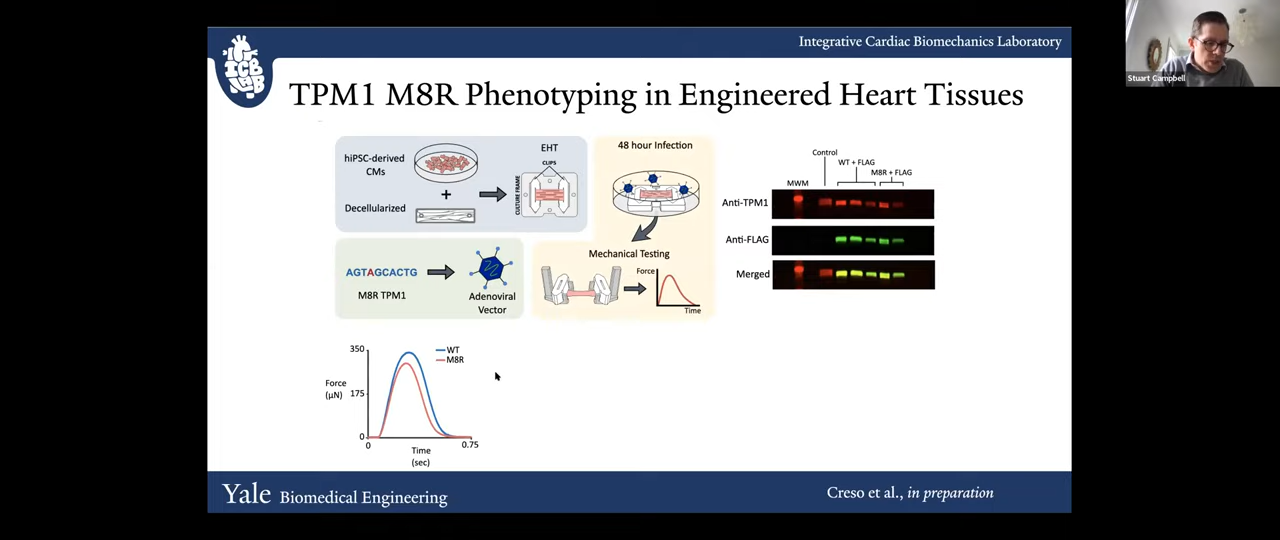 Integrative Cardiac Biomechanics Laboratory
ICB
LAB
Stuart Campbell
TPM1 M8R Phenotyping in Engineered Heart Tissues
hiPSC-derived
CMs
+
Decellularized
EHT
CLIPS
CULTURE FRAME
48 hour Infection
Mechanical Testing
Force
Time
AGTAGCACTG
M8R TPM1
Adenoviral
Vector
Control
WT + FLAG
M8R + FLAG
MWM
Anti-TPM1
Anti-FLAG
Merged
350
175
0
Force
(µN)
WT
M8R
0
0.75
Time
(sec)
Yale Biomedical Engineering
Creso et al., in preparation